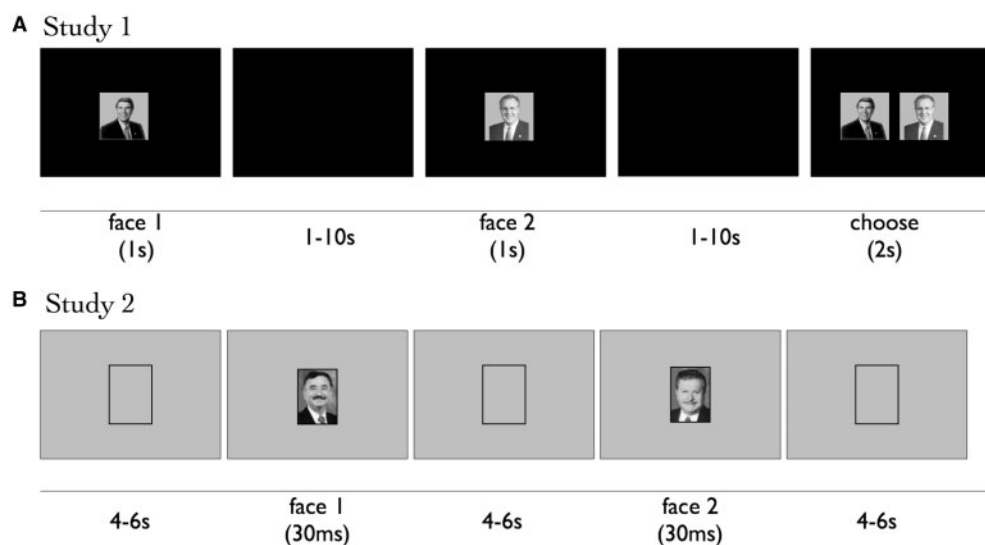 A Study 1
face 1
(1s)
1-10s
face 2
(1s)
1-10s
choose
(2s)
B Study 2
4-6s
face 1
(30ms)
4-6s
face 2
(30ms)
4-6s